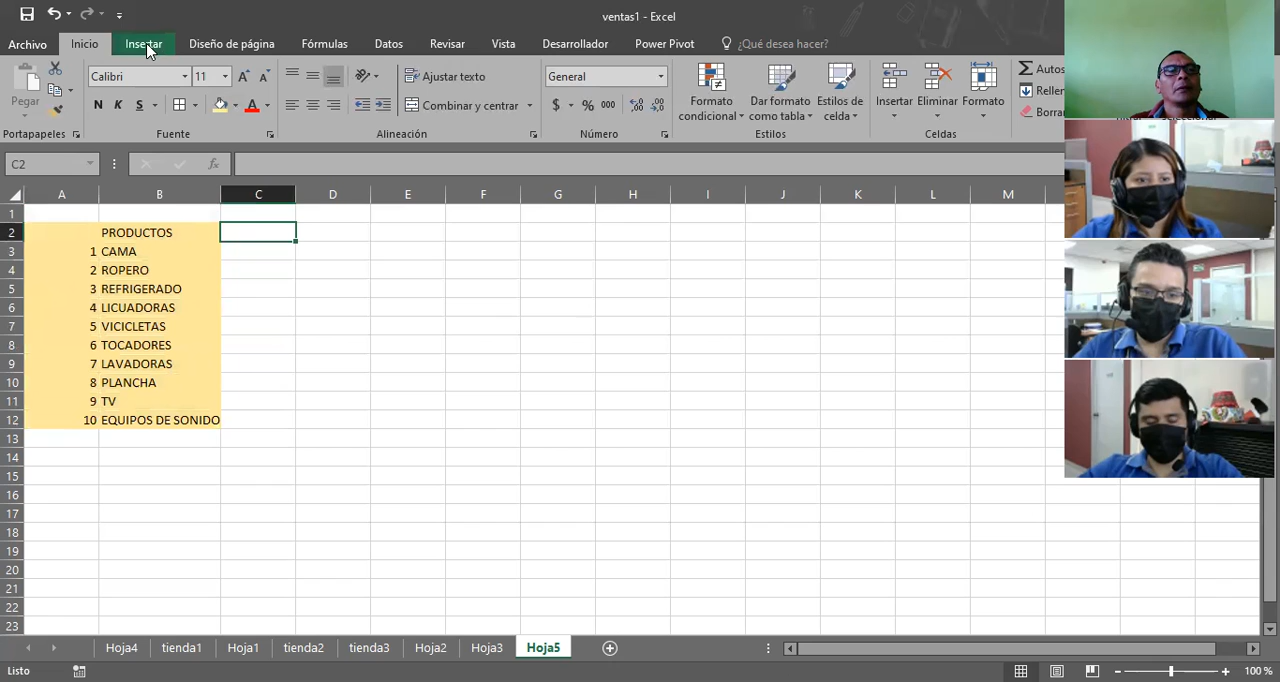 ventas1 - Excel
Archivo Inicio Insertar Diseño de página Fórmulas Datos Revisar Vista Desarrollador Power Pivot ¿Qué desea hacer?
Pegar
Calibri 11
N K S
Ajustar texto
Combinar y centrar
General
$ % 000
Formato condicional
Dar formato como tabla
Estilos de celda
Insertar Eliminar Formato
Autos
Rellen
Borra
Portapapeles Fuente Alineación Número Estilos Celdas
C2 fx
A B C D E F G H I J K L M
1
2 PRODUCTOS
3 1 CAMA
4 2 ROPERO
5 3 REFRIGERADO
6 4 LICUADORAS
7 5 VICICLETAS
8 6 TOCADORES
9 7 LAVADORAS
10 8 PLANCHA
11 9 TV
12 10 EQUIPOS DE SONIDO
13
14
15
16
17
18
19
20
21
22
23
Hoja4 tienda1 Hoja1 tienda2 tienda3 Hoja2 Hoja3 Hoja5
Listo 100 %